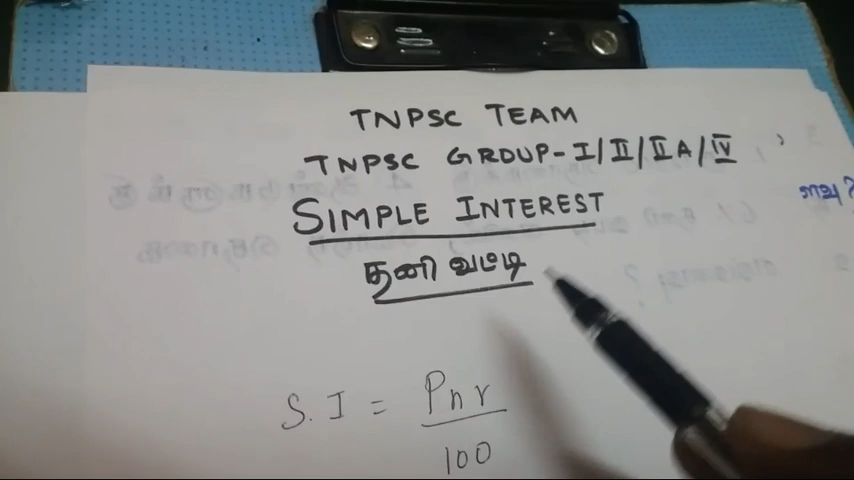 TNPSC TEAM
TNPSC GROUP-I/II/IIA/IV
SIMPLE INTEREST
தனி வட்டி
S.I = Pnr
100